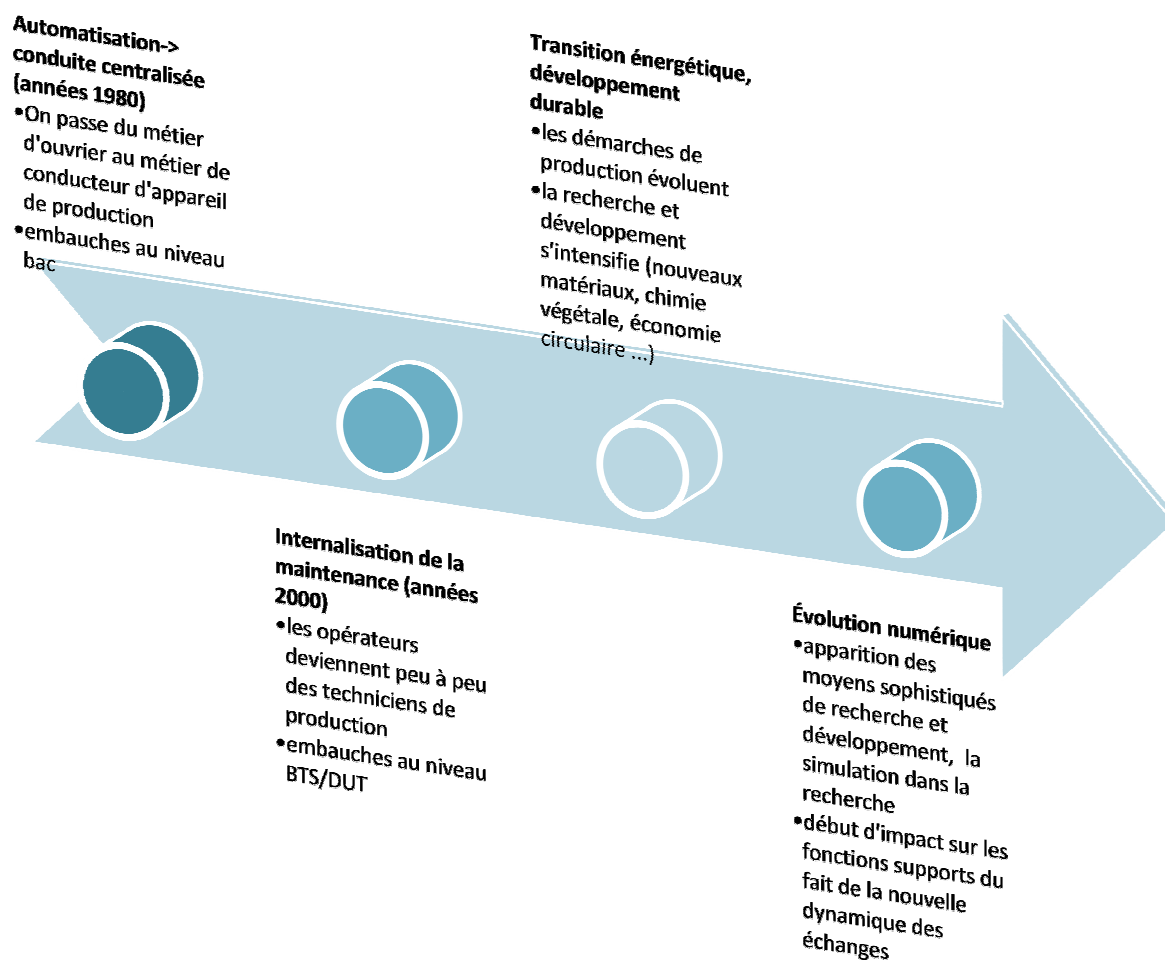 Automatisation->
conduite centralisée
(années 1980)
•On passe du métier
d'ouvrier au métier de
conducteur d'appareil
de production
•embauches au niveau
bac
Internalisation de la
maintenance (années
2000)
•les opérateurs
deviennent peu à peu
des techniciens de
production
•embauches au niveau
BTS/DUT
Transition énergétique,
développement
durable
•les démarches de
production évoluent
•la recherche et
développement
s'intensifie (nouveaux
matériaux, chimie
végétale, économie
circulaire ...)
Évolution numérique
•apparition des
moyens sophistiqués
de recherche et
développement, la
simulation dans la
recherche
•début d'impact sur les
fonctions supports du
fait de la nouvelle
dynamique des
échanges